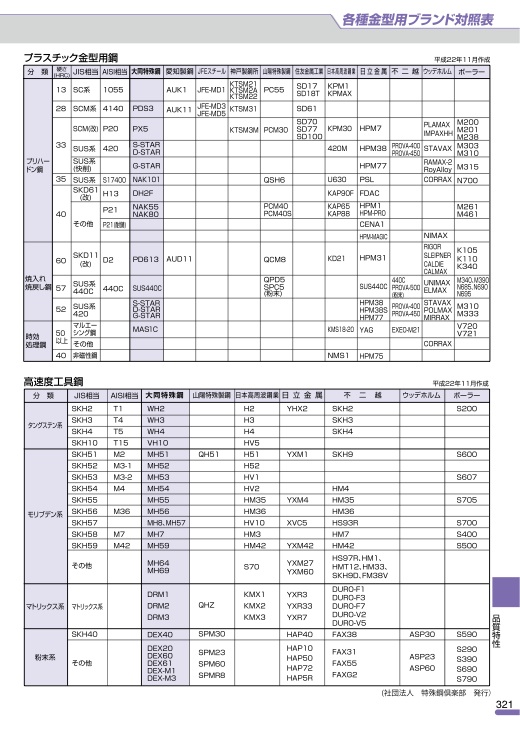 各種金型用ブランド対照表
プラスチック金型用鋼
平成22年11月作成
分 類 硬さ(HRC) JIS相当 AISI相当 大同特殊鋼 愛知製鋼 JFEスチール 神戸製鋼所 山陽特殊製鋼 住友金属工業 日本高周波鋼業 日立金属 不二越 ウッデホルム ボーラー
プリハードン鋼
13 SC系 1055 AUK1 JFE-MD1 KTSM21 KTSM2A KTSM22 PC55 SD17 SD18T KPM1 KPMAX
28 SCM系 4140 PDS3 AUK11 JFE-MD3 JFE-MD5 KTSM31 SD61
33 SCM(改) P20 PX5 KTSM3M PCM30 SD70 SD77 SD100 KPM30 HPM7 PLAMAX IMPAXHH M200 M201 M238
SUS系 420 S-STAR D-STAR 420M HPM38 PROVA-400 PROVA-450 STAVAX M303 M310
SUS系(快削) G-STAR HPM77 RAMAX-2 RoyAlloy M315
35 SUS系 S17400 NAK101 QSH6 U630 PSL CORRAX N700
40 SKD61(改) H13 DH2F KAP90F FDAC
その他 P21 NAK55 NAK80 PCM40 PCM40S KAP65 KAP88 HPM1 HPM-PRO M261 M461
P21(耐蝕) CENA1
HPM-MAGIC NIMAX
焼入れ焼戻し鋼
60 SKD11(改) D2 PD613 AUD11 QCM8 KD21 HPM31 RIGOR SLEIPNER CALDIE CALMAX K105 K110 K340
57 SUS系 440C 440C SUS440C QPD5 SPC5 (粉末) SUS440C 440C PROVA-500 (粉末) UNIMAX ELMAX M340,M390 N685,N690 N695
52 SUS系 420 S-STAR D-STAR G-STAR HPM38 HPM38S HPM77 PROVA-400 PROVA-450 STAVAX POLMAX MIRRAX M310 M333
時効処理鋼
50以上 マルエージング鋼 MAS1C KMS18-20 YAG EXEO-M21 V720 V721
その他 CORRAX
40 非磁性鋼 NMS1 HPM75
高速度工具鋼
平成22年11月作成
分 類 JIS相当 AISI相当 大同特殊鋼 山陽特殊製鋼 日本高周波鋼業 日立金属 不二越 ウッデホルム ボーラー
タングステン系
SKH2 T1 WH2 H2 YHX2 SKH2 S200
SKH3 T4 WH3 H3 SKH3
SKH4 T5 WH4 H4 SKH4
SKH10 T15 VH10 HV5
モリブデン系
SKH51 M2 MH51 QH51 H51 YXM1 SKH9 S600
SKH52 M3-1 MH52 H52
SKH53 M3-2 MH53 HV1 S607
SKH54 M4 MH54 HV2 HM4
SKH55 MH55 HM35 YXM4 HM35 S705
SKH56 M36 MH56 HM36 HM36
SKH57 MH8,MH57 HV10 XVC5 HS93R S700
SKH58 M7 MH7 HM3 HM7 S400
SKH59 M42 MH59 HM42 YXM42 HM42 S500
その他 MH64 MH69 S70 YXM27 YXM60 HS97R,HM1, HMT12,HM33, SKH9D,FM38V
マトリックス系 マトリックス系 DRM1 DRM2 DRM3 QHZ KMX1 KMX2 KMX3 YXR3 YXR33 YXR7 DURO-F1 DURO-F3 DURO-F7 DURO-V2 DURO-V5
粉末系
SKH40 DEX40 SPM30 HAP40 FAX38 ASP30 S590
その他 DEX20 DEX60 DEX61 DEX-M1 DEX-M3 SPM23 SPM60 SPMR8 HAP10 HAP50 HAP72 HAP5R FAX31 FAX55 FAXG2 ASP23 ASP60 S290 S390 S690 S790
(社団法人 特殊鋼倶楽部 発行)
品質特性
321